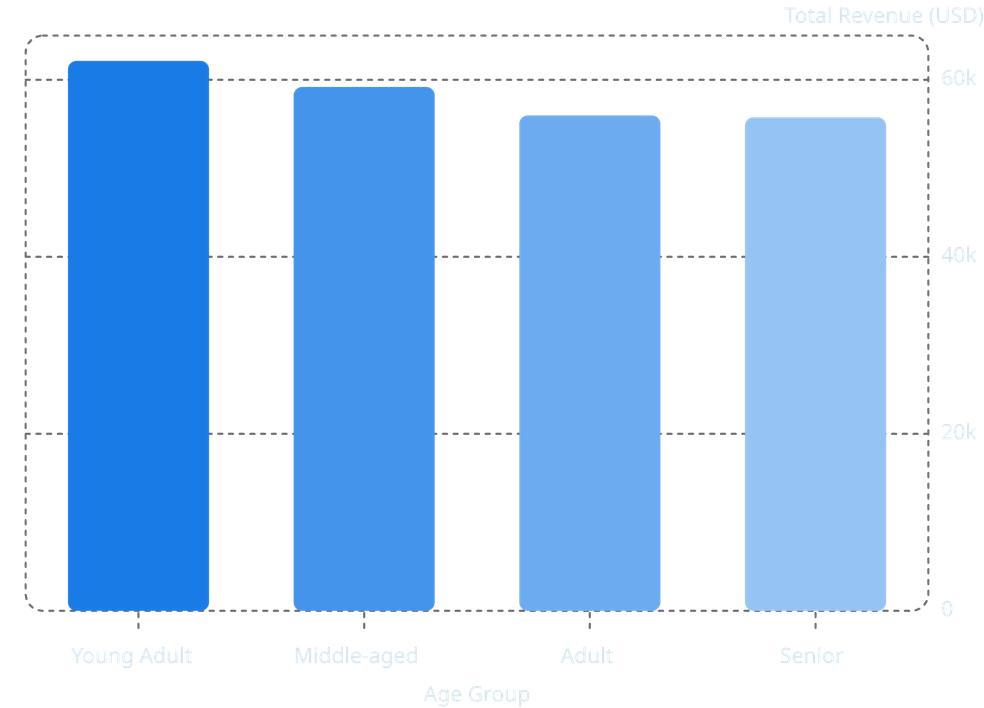 Total Revenue (USD)
60k
40k
20k
0
Young Adult
Middle-aged
Adult
Senior
Age Group